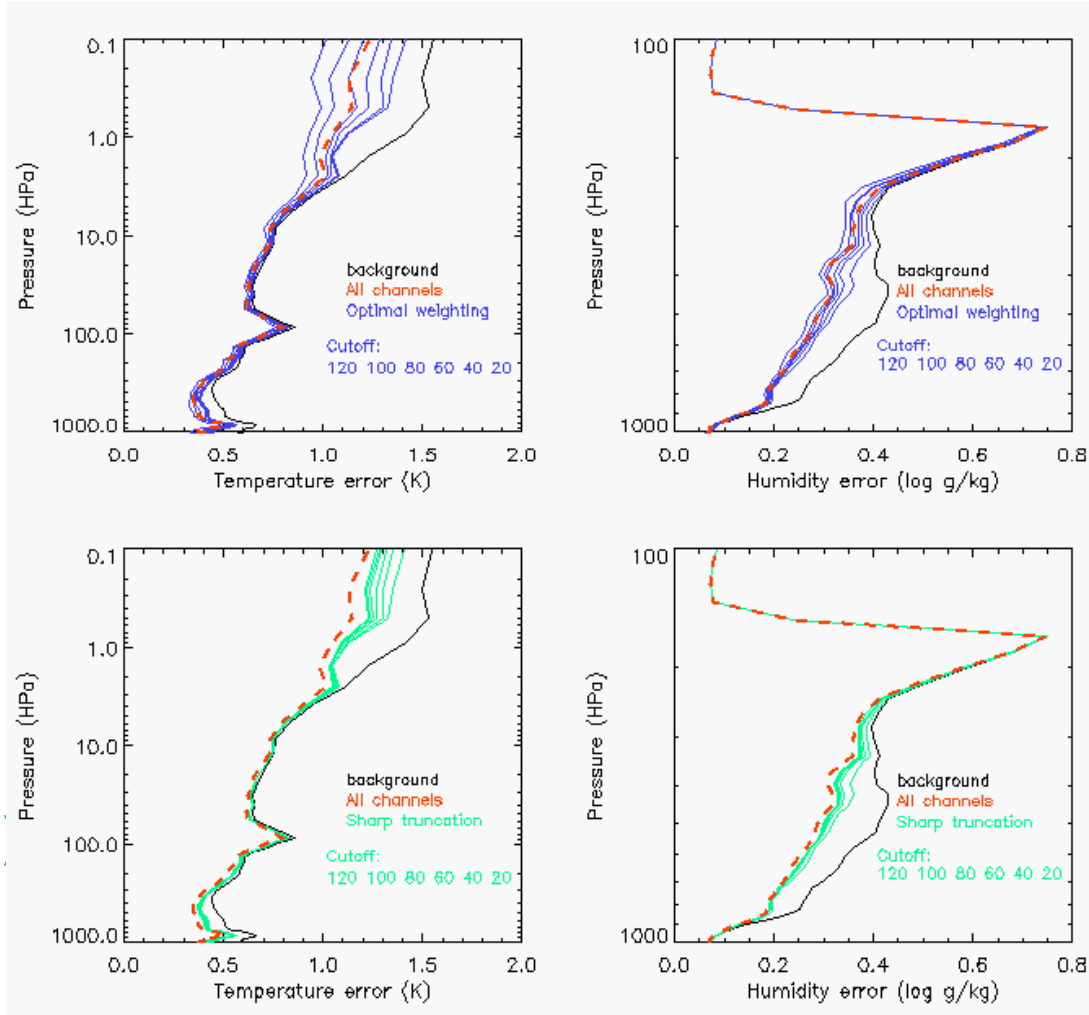 0.1
1.0
10.0
100.0
1000.0
Pressure (HPa)
background
All channels
Optimal weighting
Cutoff:
120 100 80 60 40 20
0.0 0.5 1.0 1.5 2.0
Temperature error (K)
100
1000
Pressure (HPa)
background
All channels
Optimal weighting
Cutoff:
120 100 80 60 40 20
0.0 0.2 0.4 0.6 0.8
Humidity error (log g/kg)
0.1
1.0
10.0
100.0
1000.0
Pressure (HPa)
background
All channels
Sharp truncation
Cutoff:
120 100 80 60 40 20
0.0 0.5 1.0 1.5 2.0
Temperature error (K)
100
1000
Pressure (HPa)
background
All channels
Sharp truncation
Cutoff:
120 100 80 60 40 20
0.0 0.2 0.4 0.6 0.8
Humidity error (log g/kg)